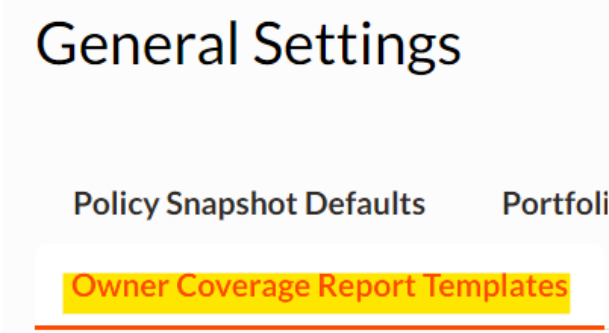 General Settings
Policy Snapshot Defaults Portfoli
Owner Coverage Report Templates